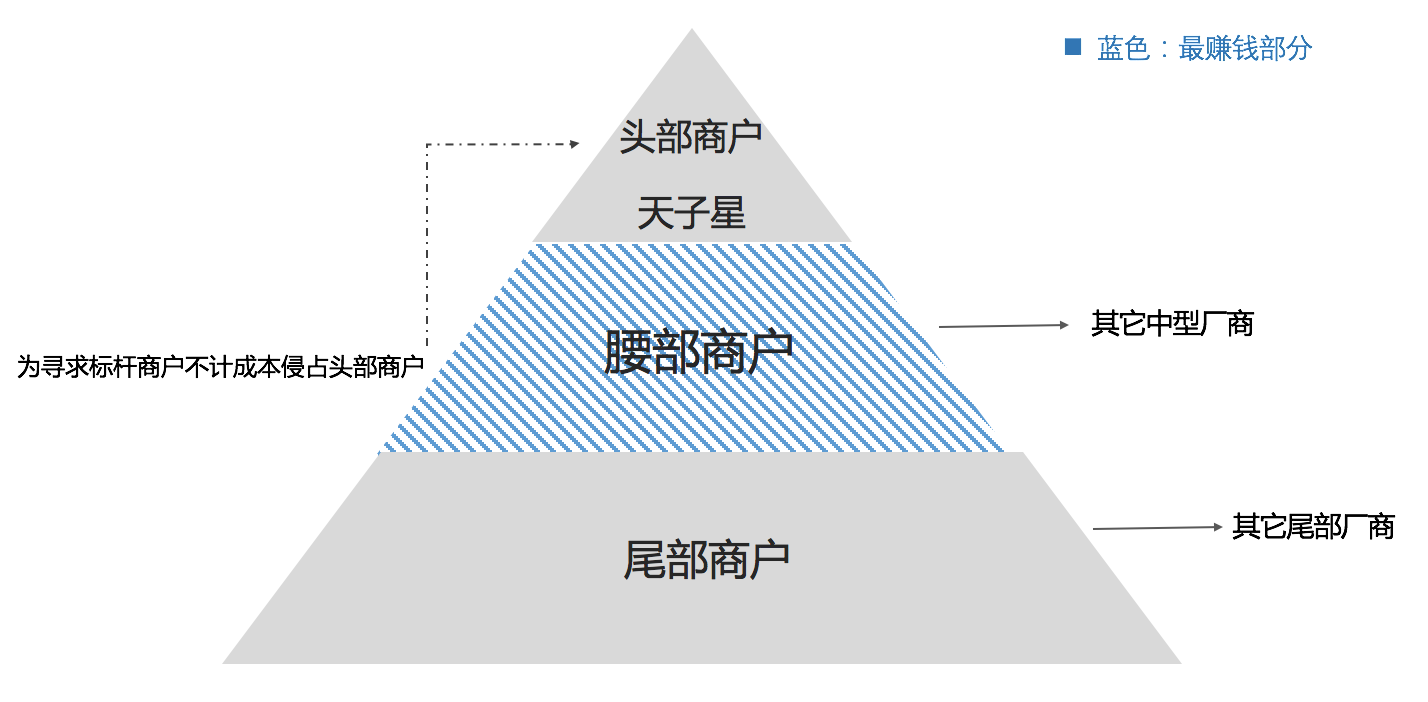 蓝色：最赚钱部分
头部商户
天子星
腰部商户
其它中型厂商
为寻求标杆商户不计成本侵占头部商户
其它尾部厂商
尾部商户